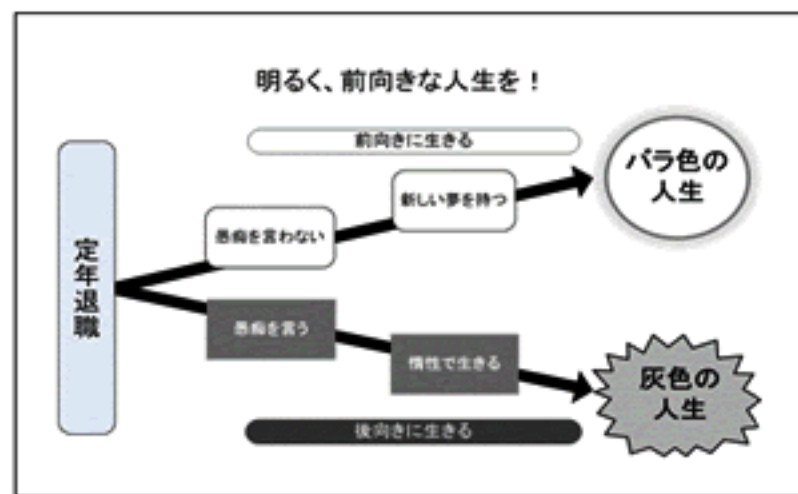 明るく、前向きな人生を！
前向きに生きる
バラ色の
人生
新しい夢を持つ
愚痴を言わない
定年退職
愚痴を言う
惰性で生きる
灰色の
人生
後向きに生きる